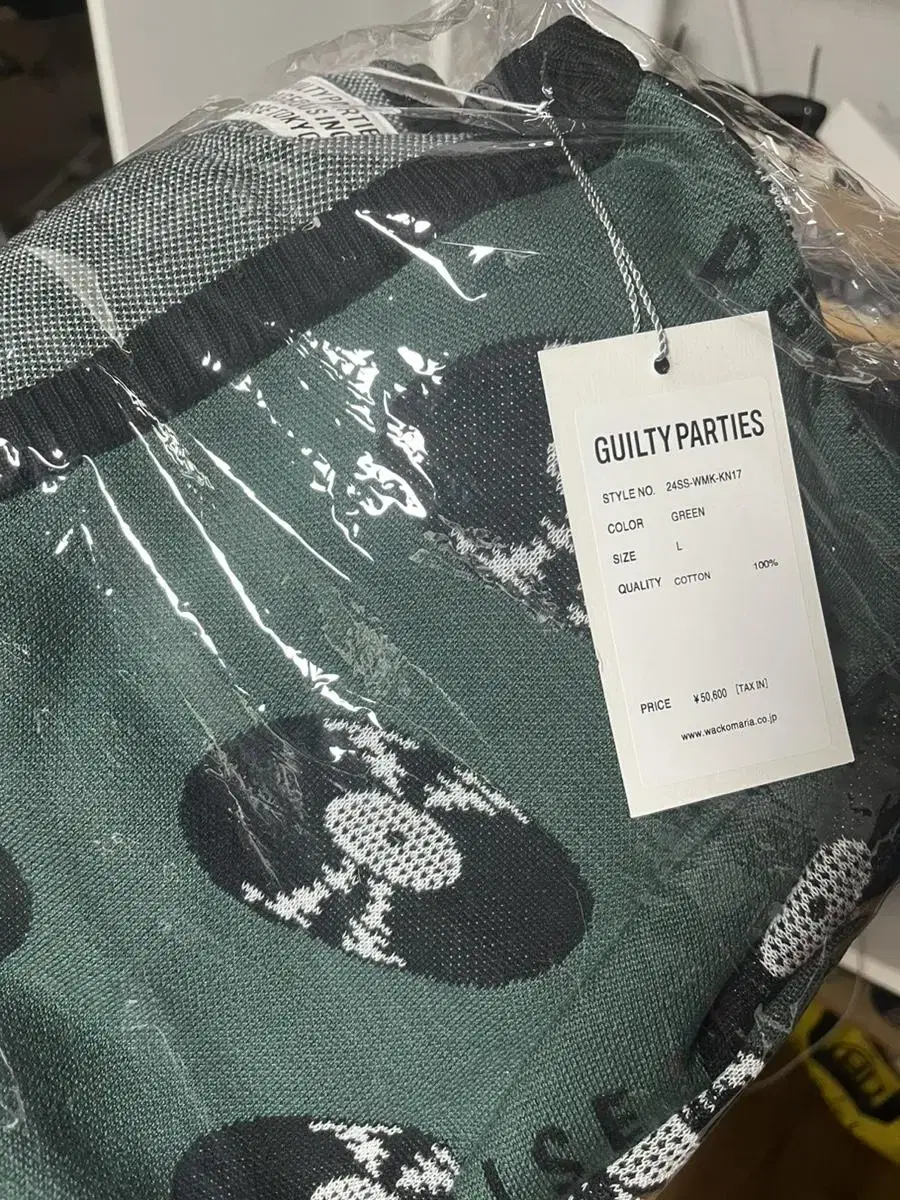 GUILTY PARTIES
STYLE NO. 24SS-WMK-KN17
COLOR GREEN
SIZE L
QUALITY COTTON 100%
PRICE ¥50,600 [TAX IN]
www.wackomaria.co.jp